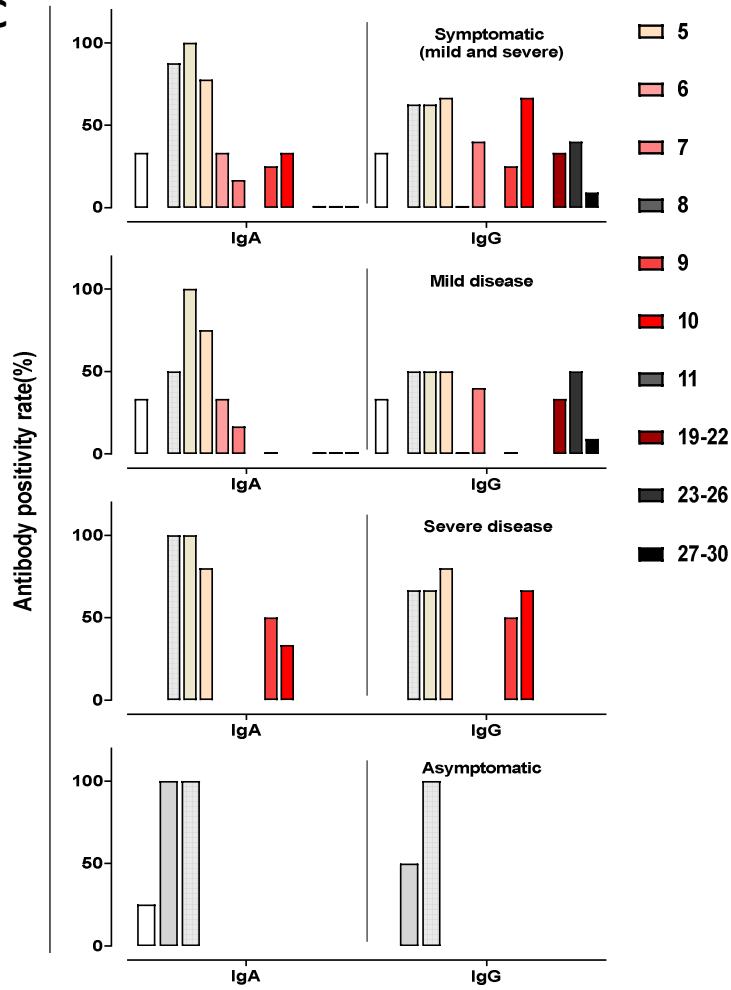 C
Antibody positivity rate(%)
Symptomatic
(mild and severe)
100
50
0
IgA
IgG
Mild disease
100
50
0
IgA
IgG
Severe disease
100
50
0
IgA
IgG
Asymptomatic
100
50
0
IgA
IgG
5
6
7
8
9
10
11
19-22
23-26
27-30